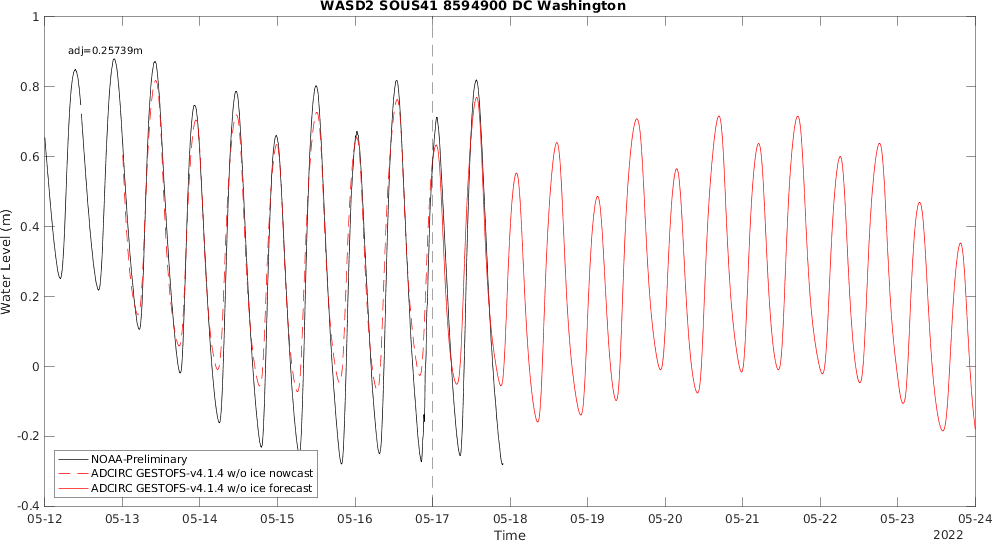 WASD2 SOUS41 8594900 DC Washington
adj=0.25739m
1
0.8
0.6
0.4
0.2
0
-0.2
-0.4
Water Level (m)
NOAA-Preliminary
ADCIRC GESTOFS-v4.1.4 w/o ice nowcast
ADCIRC GESTOFS-v4.1.4 w/o ice forecast
05-12 05-13 05-14 05-15 05-16 05-17 05-18 05-19 05-20 05-21 05-22 05-23 05-24
Time
2022